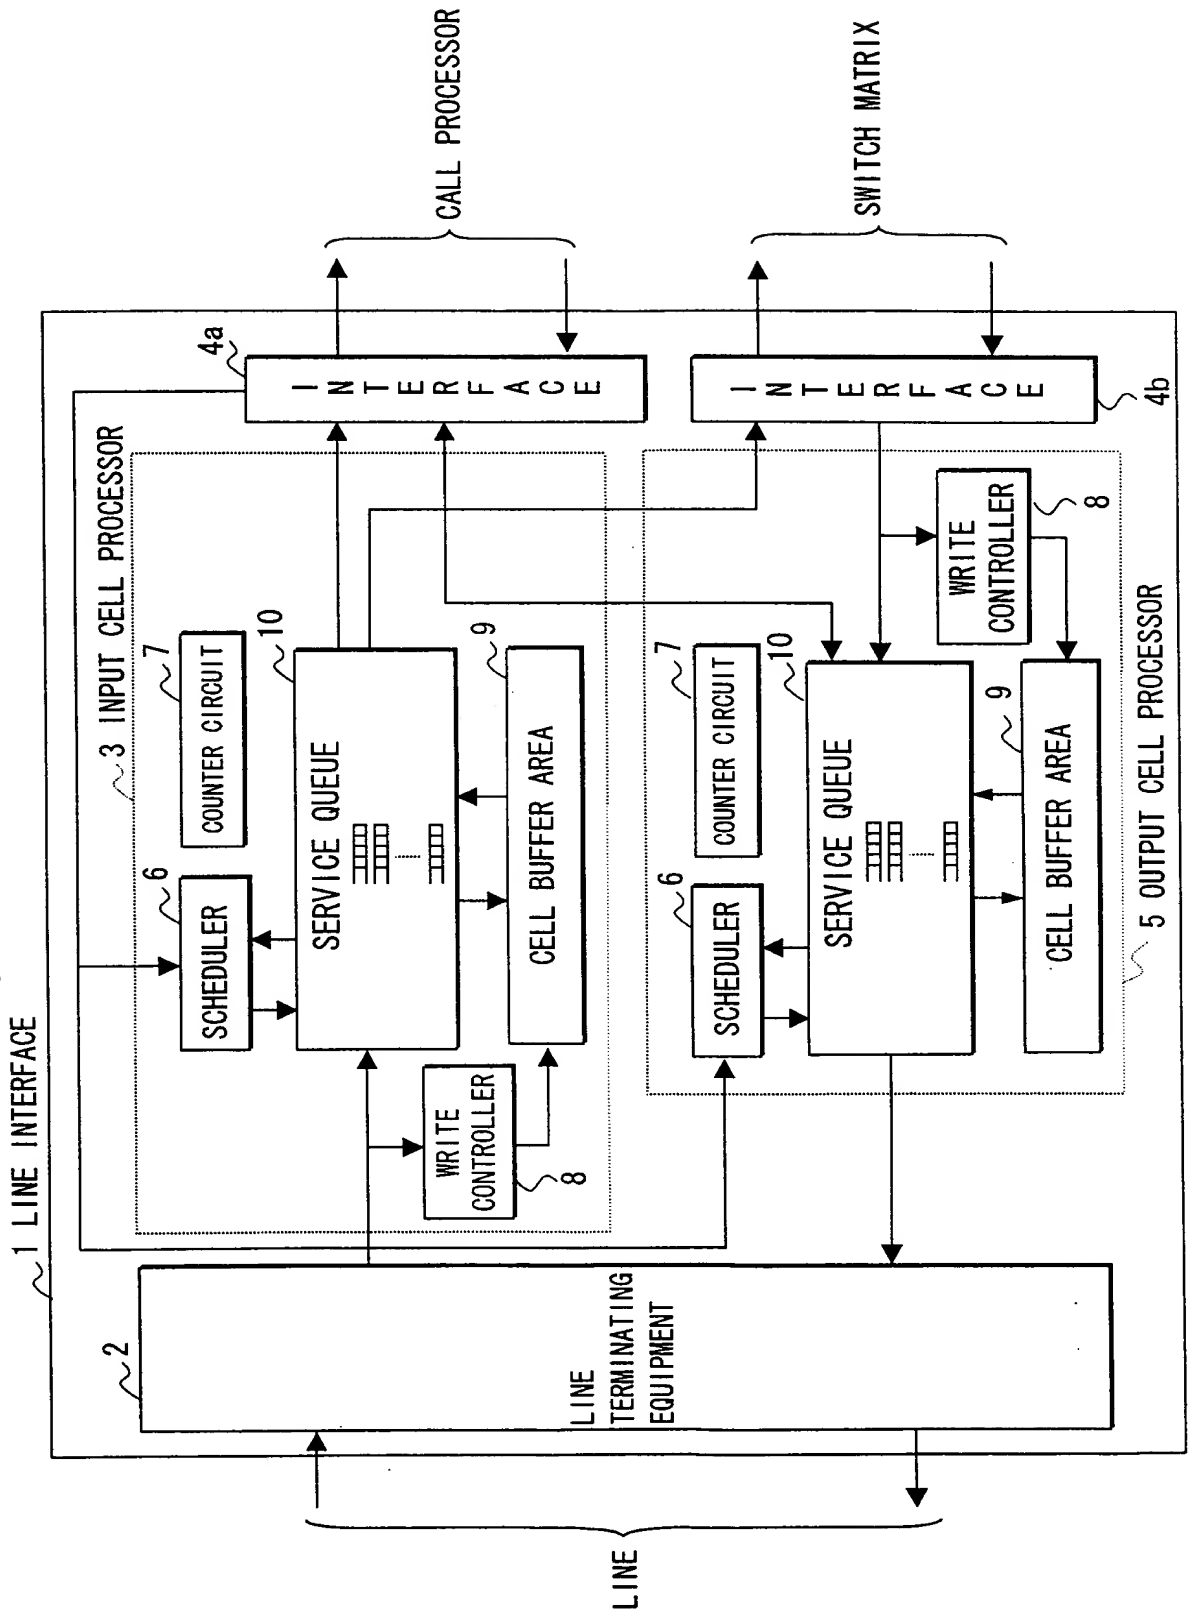 1 LINE INTERFACE
2
LINE
TERMINATING
EQUIPMENT
LINE
3 INPUT CELL PROCESSOR
6
SCHEDULER
7
COUNTER CIRCUIT
10
SERVICE QUEUE
9
CELL BUFFER AREA
WRITE
CONTROLLER
8
4a
INTERFACE
CALL PROCESSOR
6
SCHEDULER
7
COUNTER CIRCUIT
10
SERVICE QUEUE
9
CELL BUFFER AREA
WRITE
CONTROLLER
8
5 OUTPUT CELL PROCESSOR
INTERFACE
4b
SWITCH MATRIX